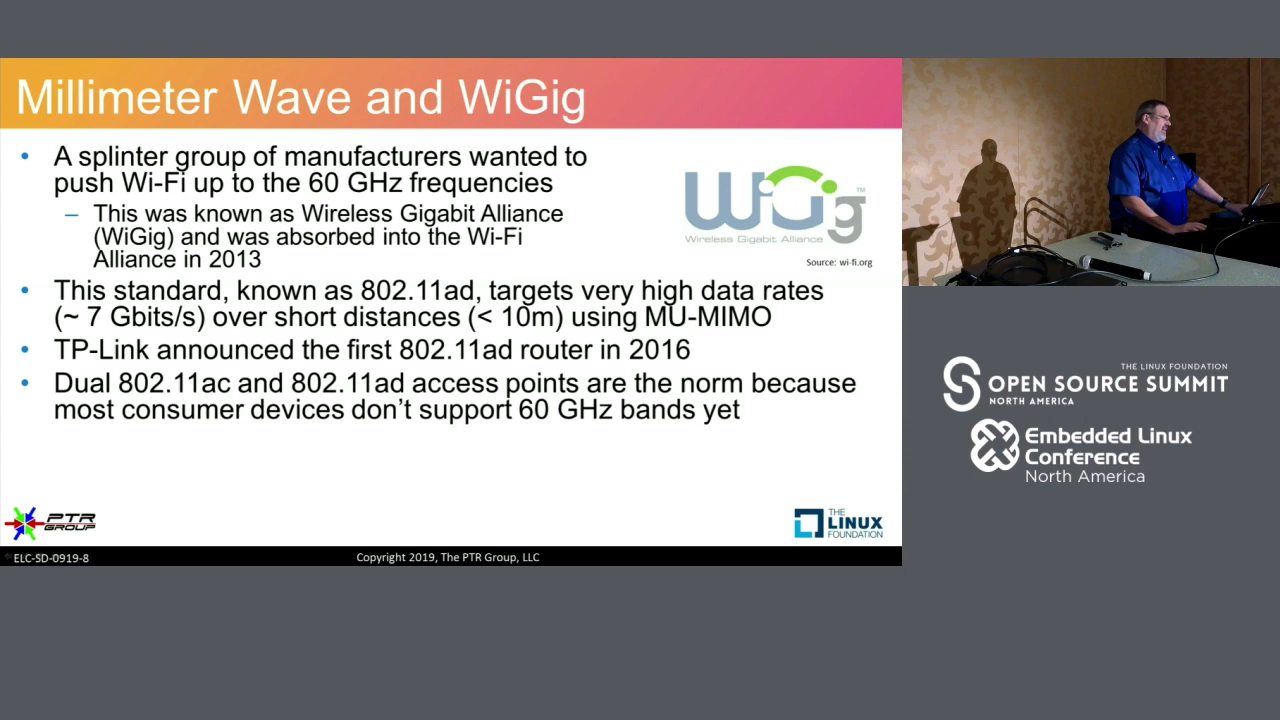 Millimeter Wave and WiGig
• A splinter group of manufacturers wanted to
push Wi-Fi up to the 60 GHz frequencies
– This was known as Wireless Gigabit Alliance
(WiGig) and was absorbed into the Wi-Fi
Alliance in 2013
WiGig™
Wireless Gigabit Alliance
Source: wi-fi.org
• This standard, known as 802.11ad, targets very high data rates
(~ 7 Gbits/s) over short distances (< 10m) using MU-MIMO
• TP-Link announced the first 802.11ad router in 2016
• Dual 802.11ac and 802.11ad access points are the norm because
most consumer devices don’t support 60 GHz bands yet
PTR
GROUP
THE
LINUX
FOUNDATION
ELC-SD-0919-8
Copyright 2019, The PTR Group, LLC
THE LINUX FOUNDATION
OPEN SOURCE SUMMIT
NORTH AMERICA
Embedded Linux
Conference
North America